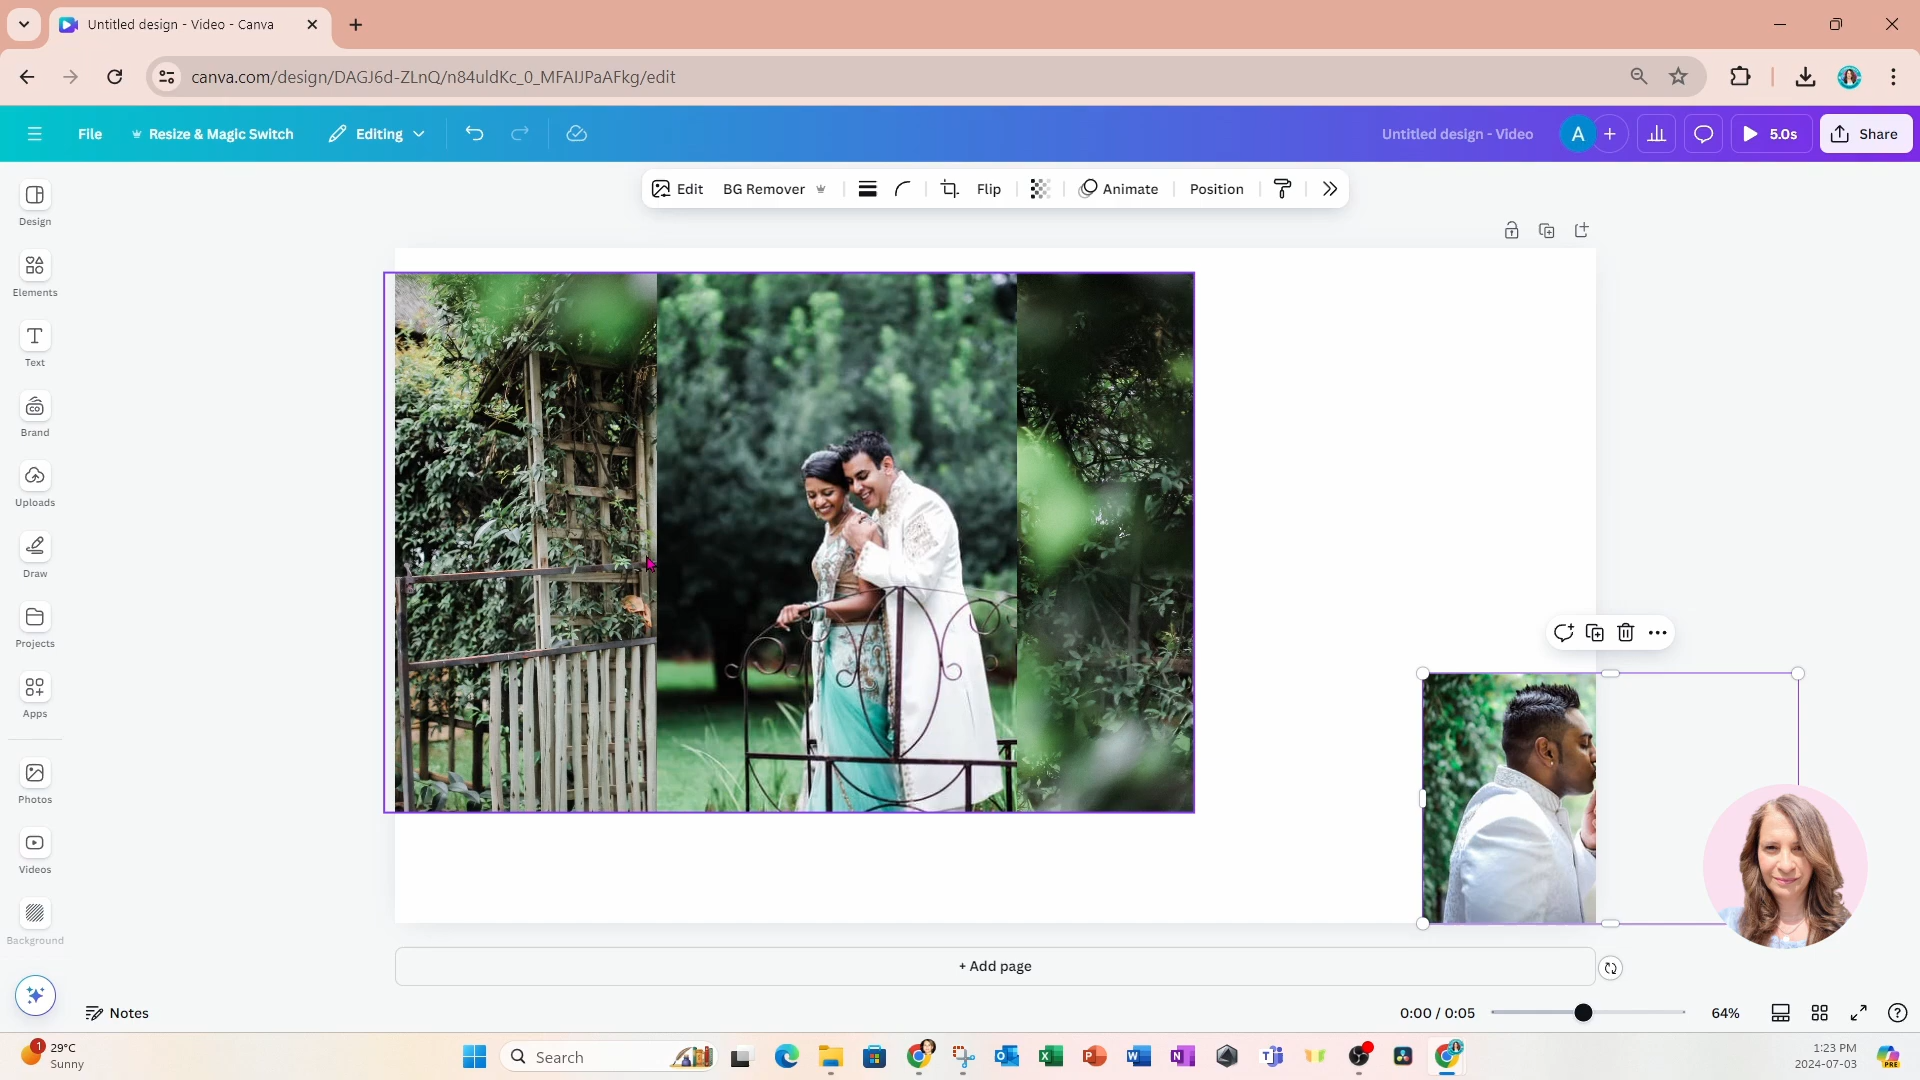 Untitled design - Video - Canva
canva.com/design/DAGJ6d-ZLnQ/n84uldKc_0_MFAIJPaAFkg/edit
File
Resize & Magic Switch
Editing
Untitled design - Video
A
5.0s
Share
Edit
BG Remover
Flip
Animate
Position
Design
Elements
Text
Brand
Uploads
Draw
Projects
Apps
Photos
Videos
Background
+ Add page
Notes
0:00 / 0:05
64%
1
29°C
Sunny
Search
1:23 PM
2024-07-03
PRE